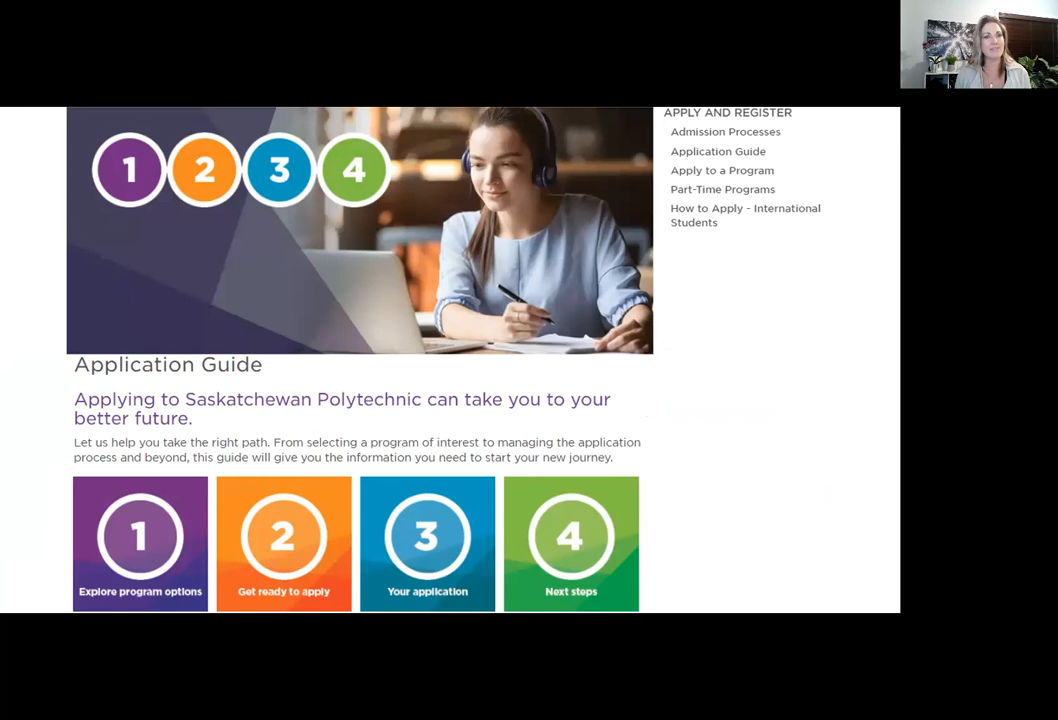 1 2 3 4
APPLY AND REGISTER
Admission Processes
Application Guide
Apply to a Program
Part-Time Programs
How to Apply - International
Students
Application Guide
Applying to Saskatchewan Polytechnic can take you to your
better future.
Let us help you take the right path. From selecting a program of interest to managing the application
process and beyond, this guide will give you the information you need to start your new journey.
1 2 3 4
Explore program options Get ready to apply Your application Next steps